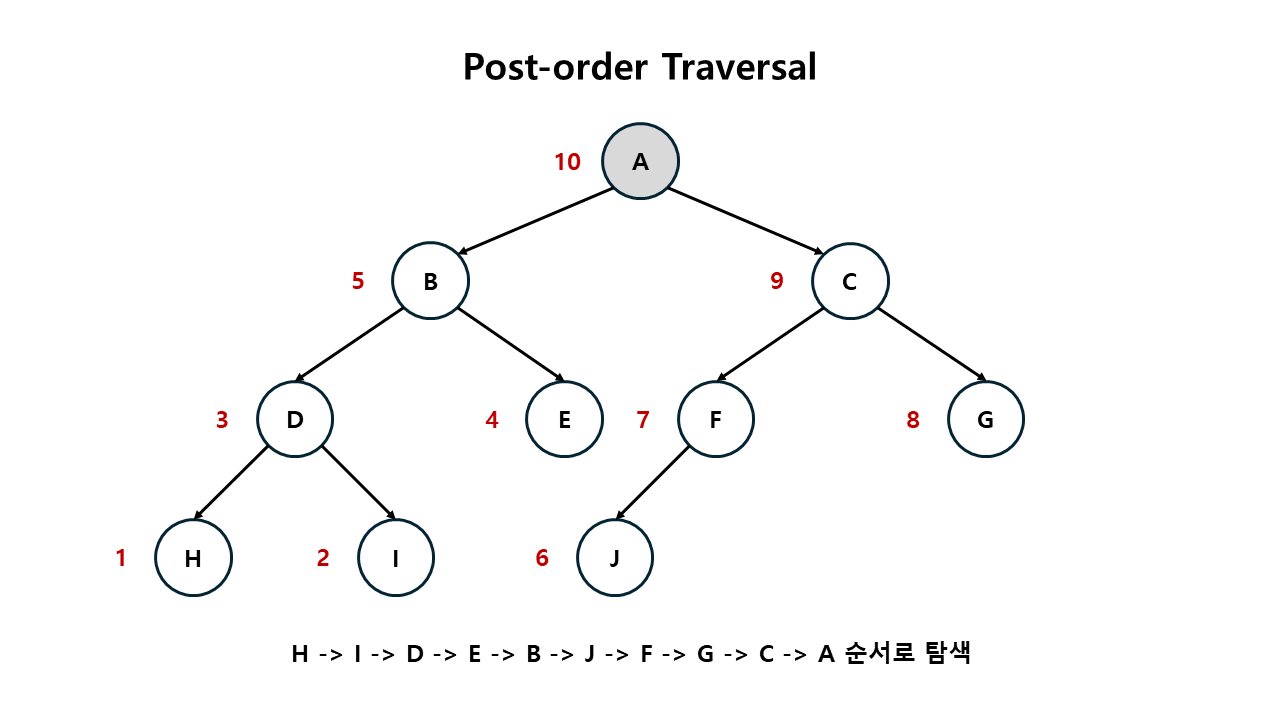 Post-order Traversal
10 A
5 B 9 C
3 D 4 E 7 F 8 G
1 H 2 I 6 J
H -> I -> D -> E -> B -> J -> F -> G -> C -> A 순서로 탐색